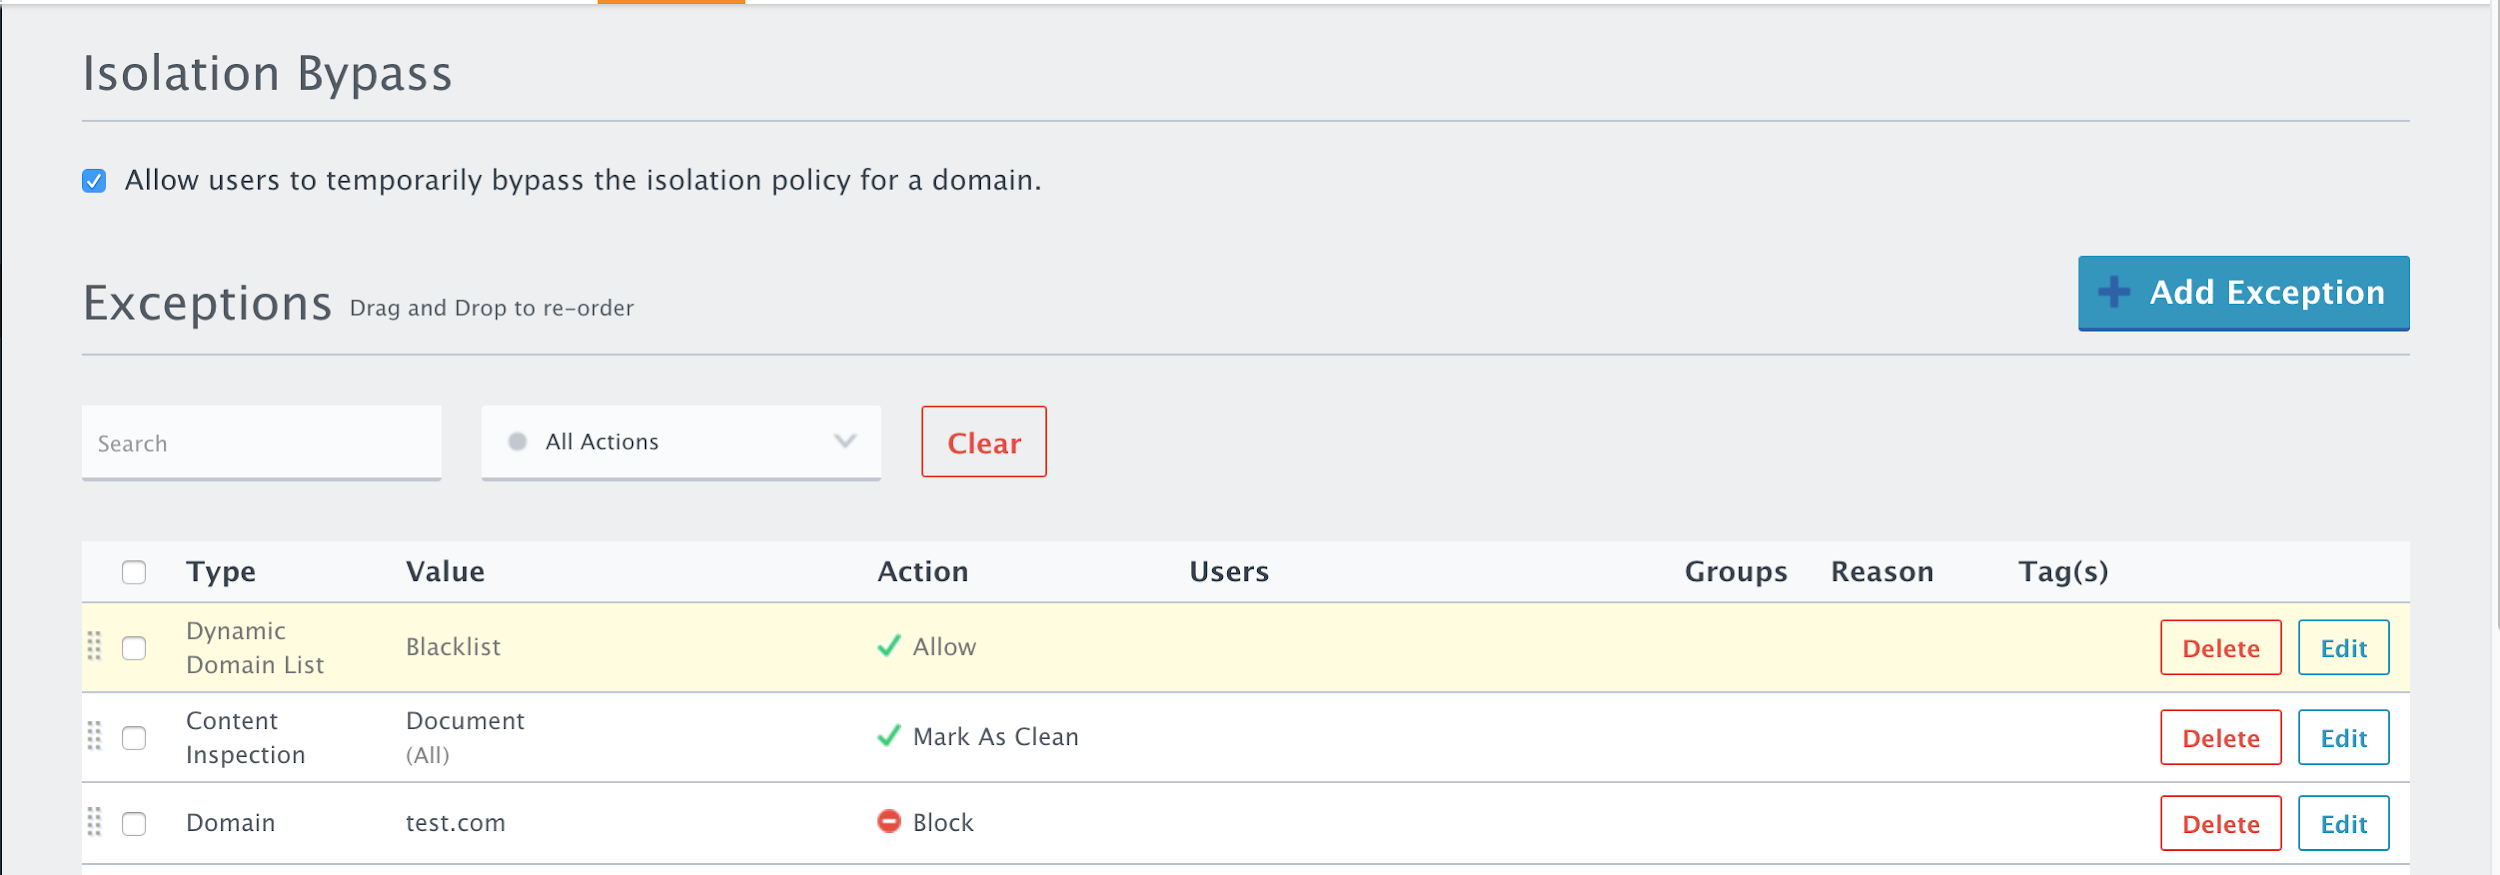 Isolation Bypass
Allow users to temporarily bypass the isolation policy for a domain.
Exceptions Drag and Drop to re-order
Add Exception
Search
All Actions
Clear
Type Value Action Users Groups Reason Tag(s)
Dynamic
Domain List
Blacklist
Allow
Delete
Edit
Content
Inspection
Document
(All)
Mark As Clean
Delete
Edit
Domain
test.com
Block
Delete
Edit